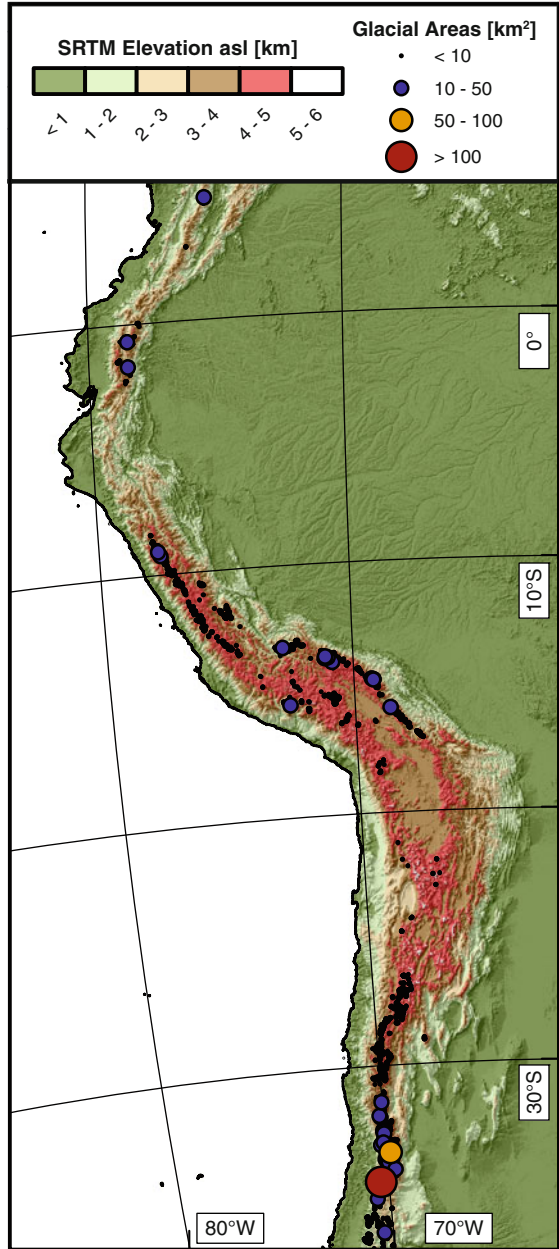 SRTM Elevation asl [km]
< 1
1 - 2
2 - 3
3 - 4
4 - 5
5 - 6
Glacial Areas [km²]
< 10
10 - 50
50 - 100
> 100
0°
10°S
30°S
80°W
70°W